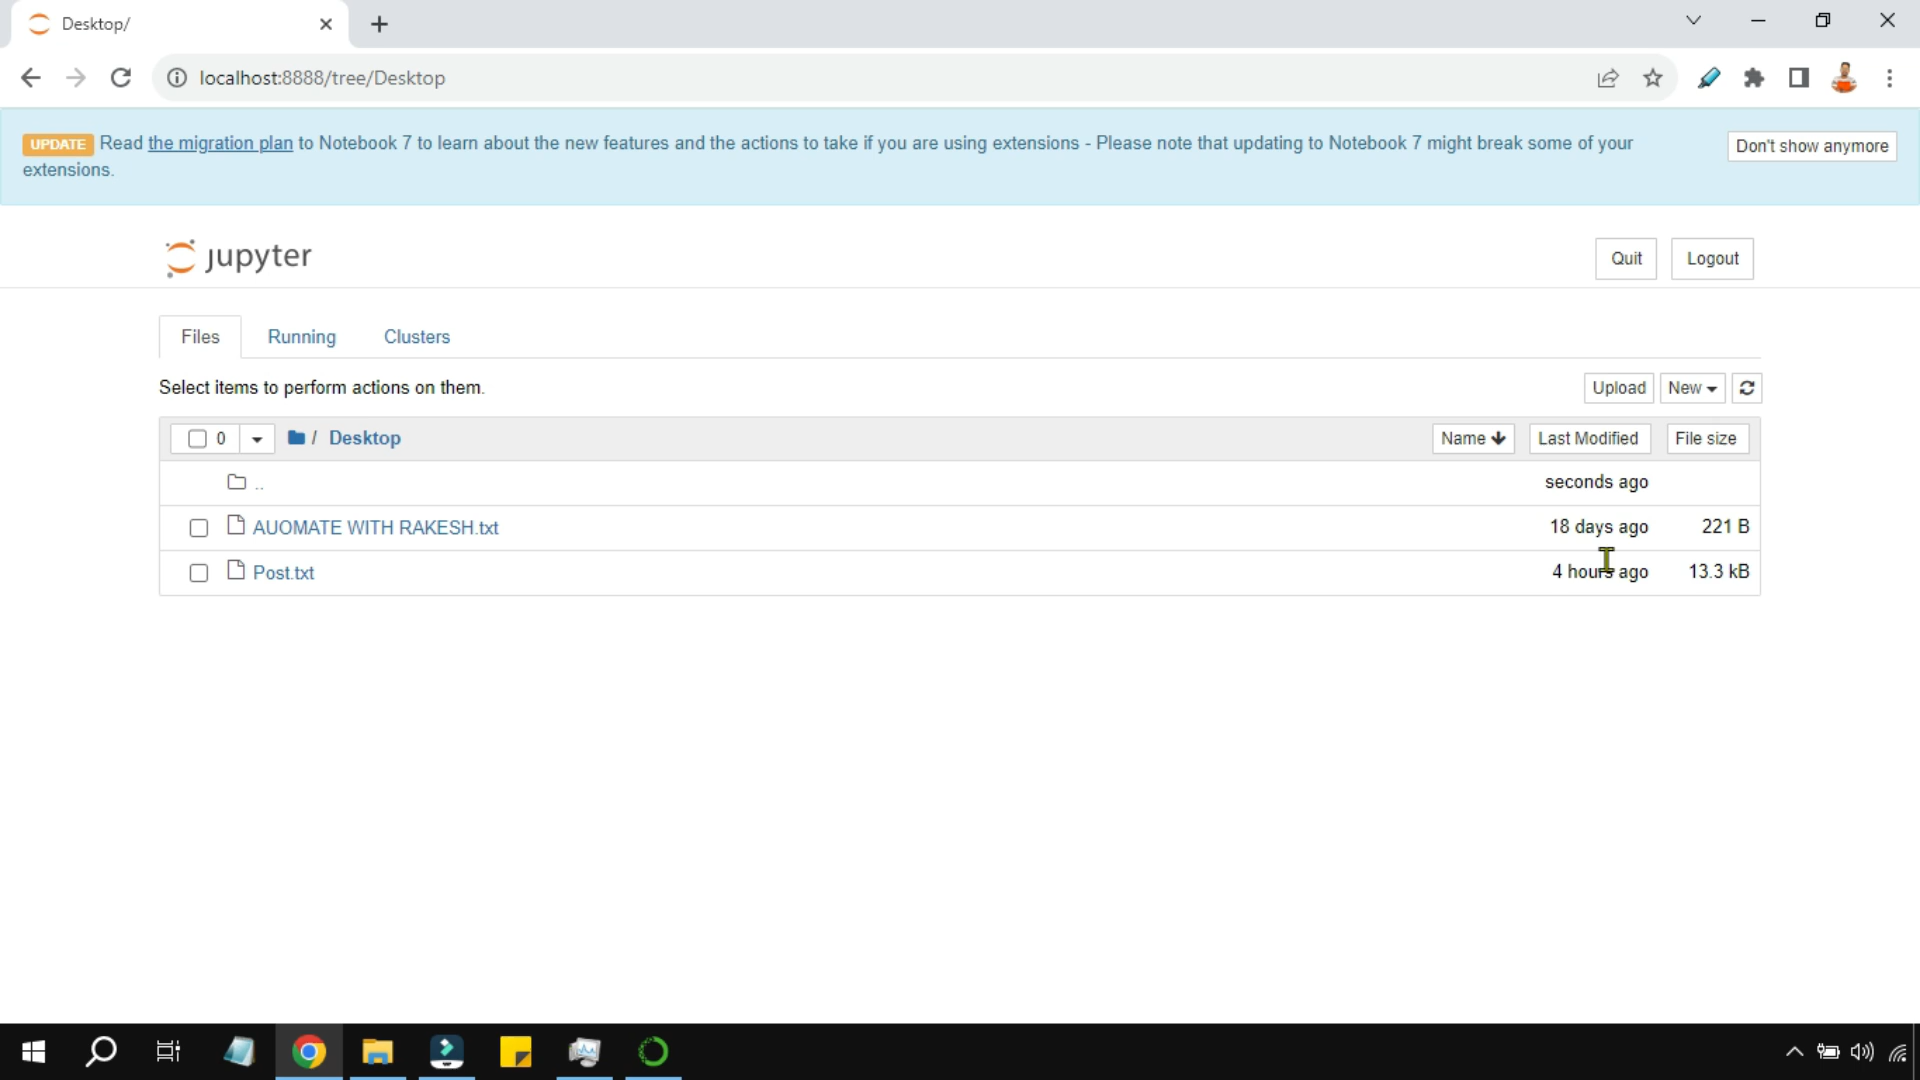 Desktop/
localhost:8888/tree/Desktop
UPDATE Read the migration plan to Notebook 7 to learn about the new features and the actions to take if you are using extensions - Please note that updating to Notebook 7 might break some of your
extensions.
Don't show anymore
jupyter
Quit Logout
Files Running Clusters
Select items to perform actions on them.
Upload New
0 / Desktop Name Last Modified File size
.. seconds ago
AUOMATE WITH RAKESH.txt 18 days ago 221 B
Post.txt 4 hours ago 13.3 kB